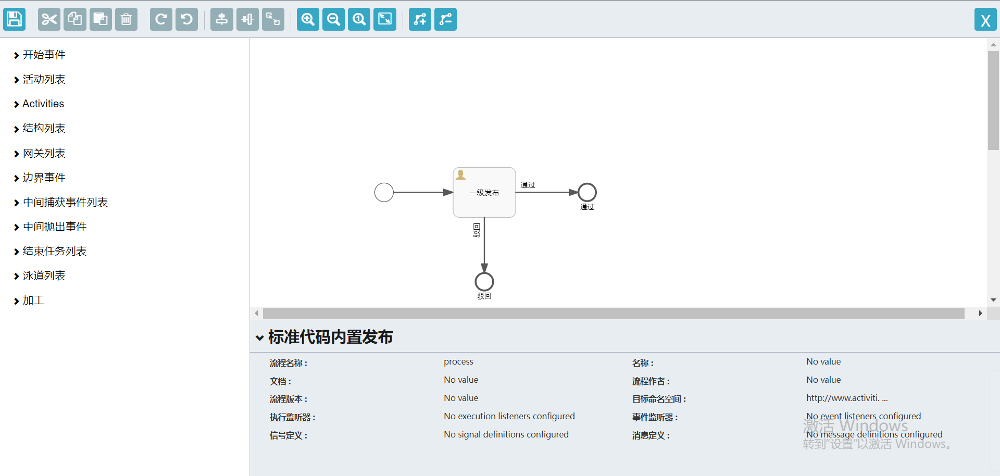 X
开始事件
活动列表
Activities
结构列表
网关列表
边界事件
中间捕获事件列表
中间抛出事件
结束任务列表
泳道列表
加工
一级发布
通过
通过
驳回
驳回
标准代码内置发布
流程名称： process 名称： No value
文档： No value 流程作者： No value
流程版本： No value 目标命名空间： http://www.activiti. ...
执行监听器： No execution listeners configured 事件监听器： No event listeners configured
信号定义： No signal definitions configured 消息定义： No message definitions configured
激活 Windows
转到“设置”以激活 Windows。